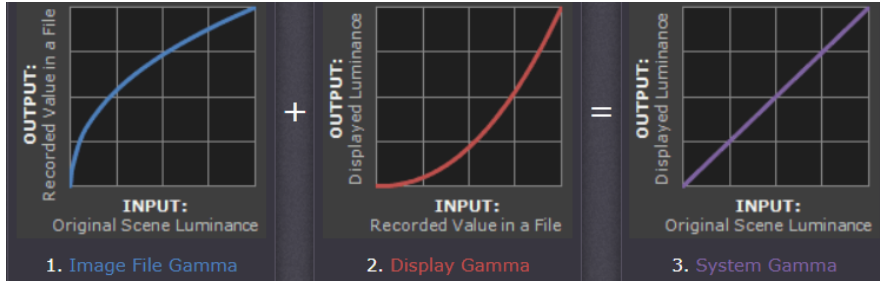 OUTPUT:
Recorded Value in a File
INPUT:
Original Scene Luminance
1. Image File Gamma
+
OUTPUT:
Displayed Luminance
INPUT:
Recorded Value in a File
2. Display Gamma
=
OUTPUT:
Displayed Luminance
INPUT:
Original Scene Luminance
3. System Gamma